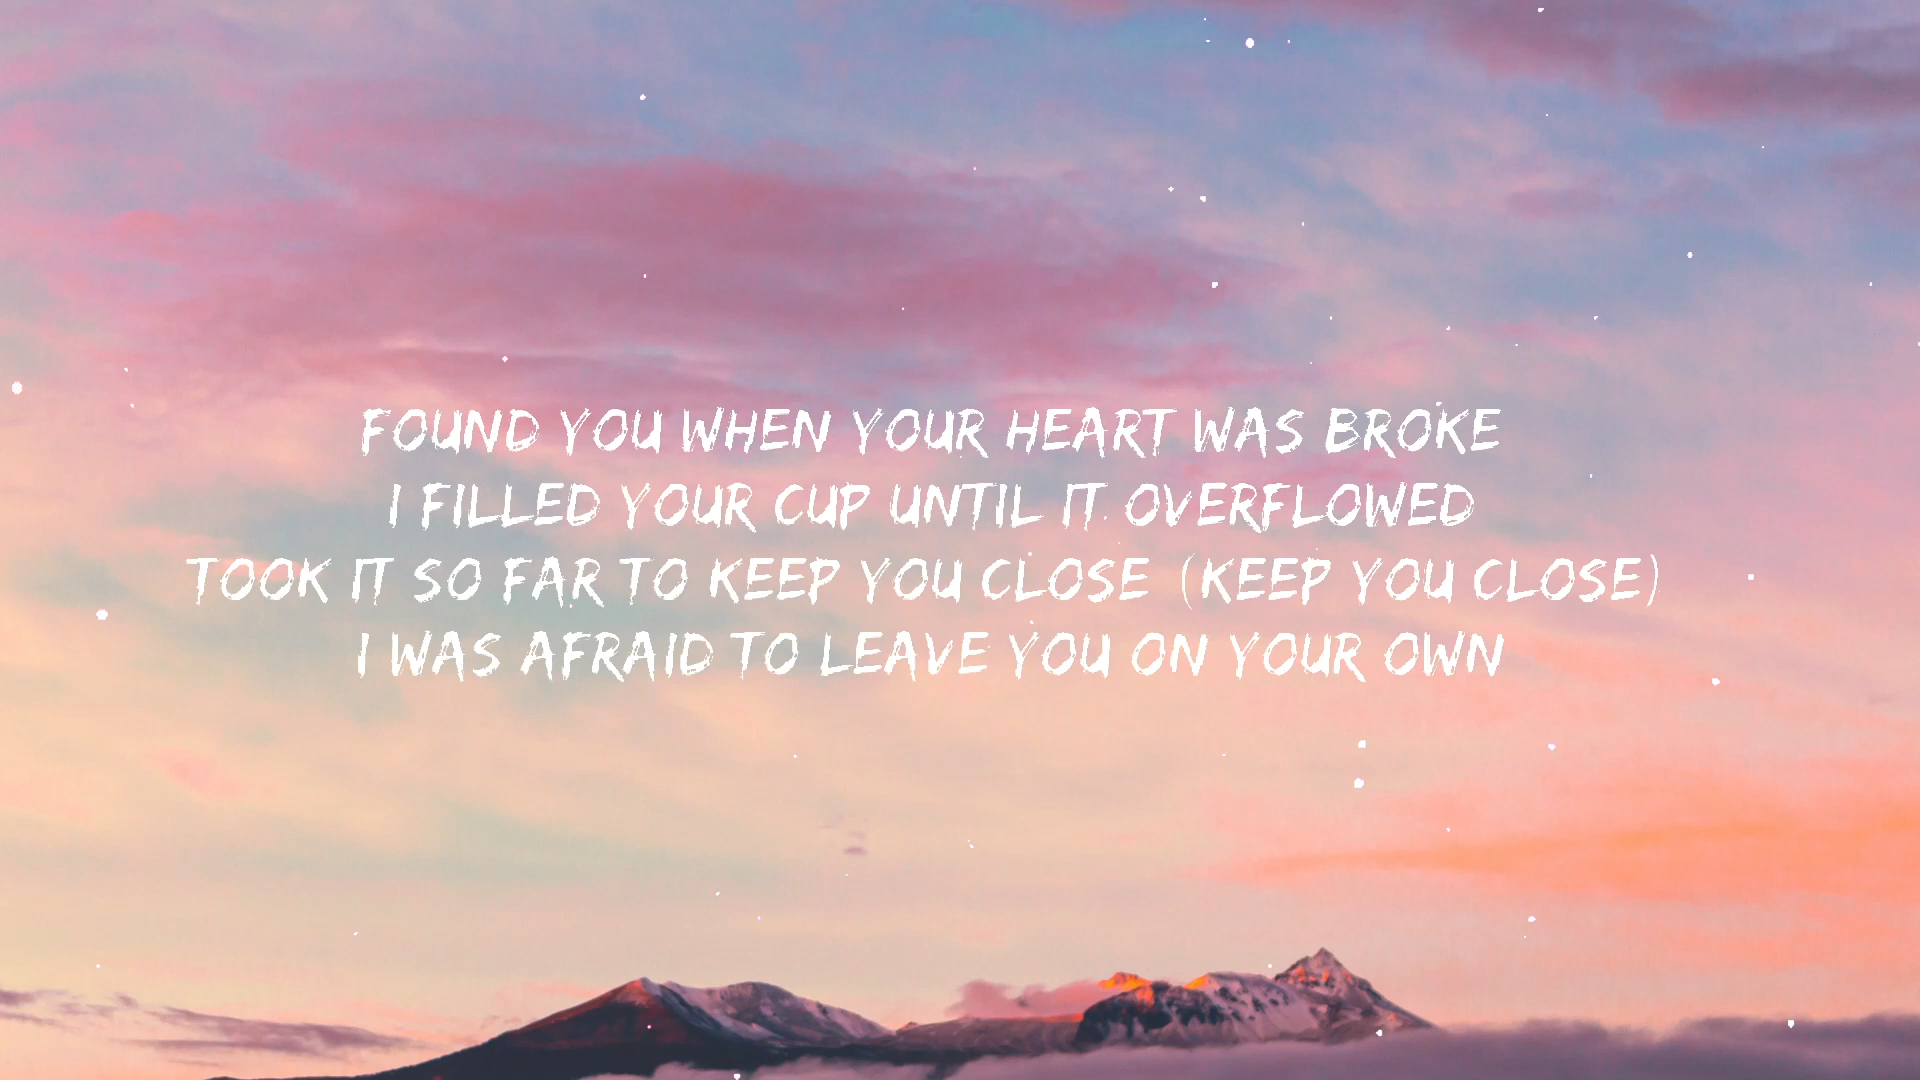 FOUND YOU WHEN YOUR HEART WAS BROKE
I FILLED YOUR CUP UNTIL IT OVERFLOWED
TOOK IT SO FAR TO KEEP YOU CLOSE (KEEP YOU CLOSE)
I WAS AFRAID TO LEAVE YOU ON YOUR OWN